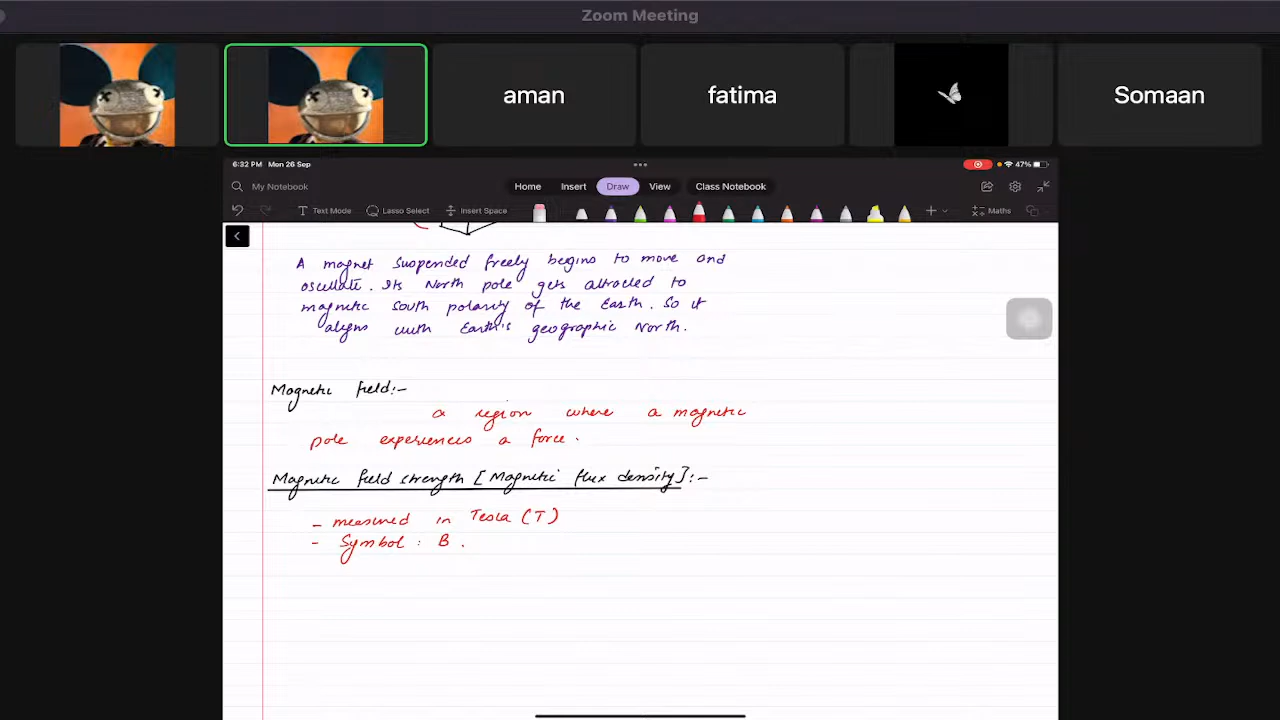 Zoom Meeting
aman
fatima
Somaan
6:32 PM Mon 26 Sep
47%
My Notebook
Home Insert Draw View Class Notebook
Text Mode Lasso Select Insert Space Maths
A magnet suspended freely begins to move and
oscillate. Its North pole gets attracted to
magnetic South polarity of the Earth. So it
aligns with Earth's geographic North.
Magnetic field:-
a region where a magnetic
pole experiences a force.
Magnetic field strength [Magnetic flux density]:-
- measured in Tesla (T)
- Symbol : B.